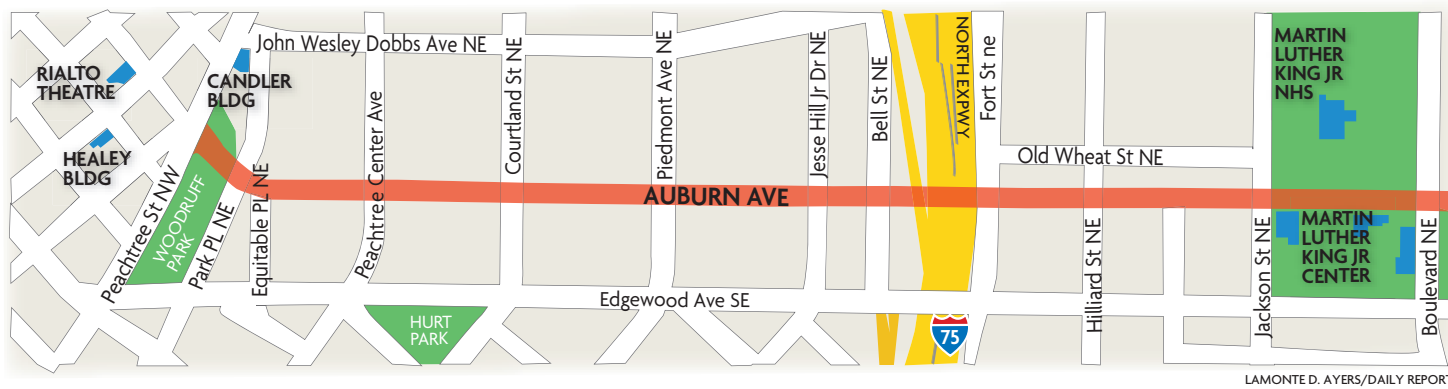 John Wesley Dobbs Ave NE
RIALTO
THEATRE
CANDLER
BLDG
HEALEY
BLDG
Peachtree St NW
WOODRUFF
PARK
Park PL NE
Equitable PL NE
Peachtree Center Ave
Courtland St NE
Piedmont Ave NE
Jesse Hill Jr Dr NE
Bell St NE
NORTH EXPWY
Fort St ne
Old Wheat St NE
MARTIN
LUTHER
KING JR
NHS
AUBURN AVE
MARTIN
LUTHER
KING JR
CENTER
Hilliard St NE
Jackson St NE
Boulevard NE
Edgewood Ave SE
HURT
PARK
75
LAMONTE D. AYERS/DAILY REPORT